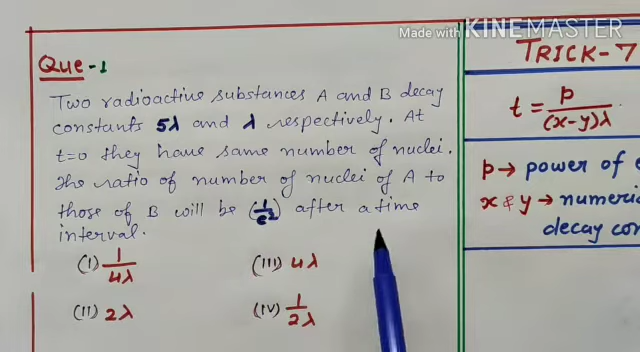 Made with KINEMASTER
Que-1
Two radioactive substances A and B decay
constants 5λ and λ respectively. At
t=0 they have same number of nuclei.
The ratio of number of nuclei of A to
those of B will be (1/e²) after a time
interval.
(I) 1/4λ
(III) 4λ
(II) 2λ
(IV) 1/2λ
TRICK-7
t = p/(x-y)λ
p→ power of
x & y →
decay